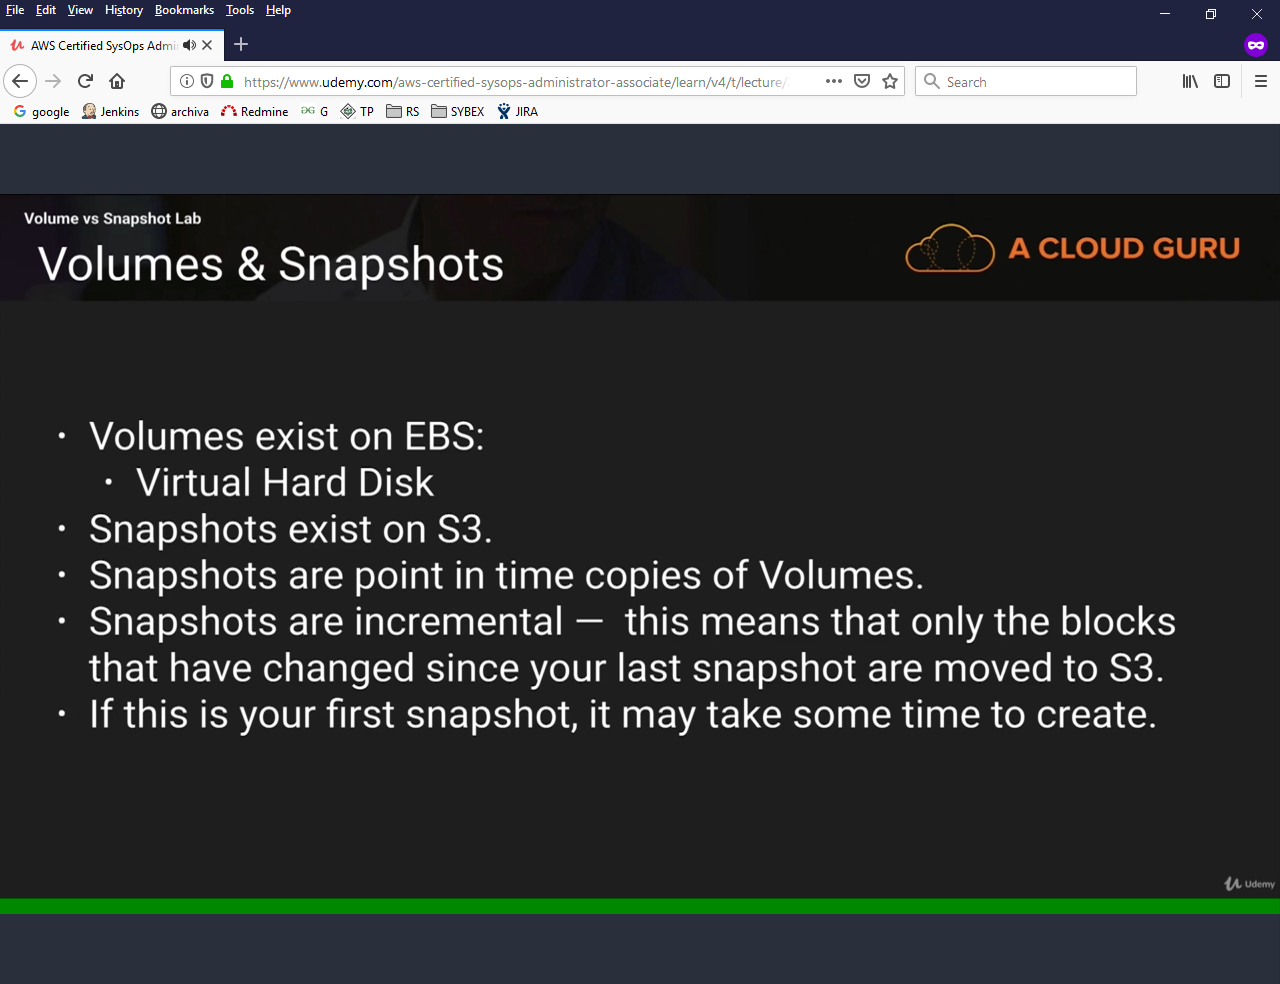 File Edit View History Bookmarks Tools Help
AWS Certified SysOps Admi
https://www.udemy.com/aws-certified-sysops-administrator-associate/learn/v4/t/lecture/
Search
google Jenkins archiva Redmine G TP RS SYBEX JIRA
Volume vs Snapshot Lab
Volumes & Snapshots
A CLOUD GURU
• Volumes exist on EBS:
• Virtual Hard Disk
• Snapshots exist on S3.
• Snapshots are point in time copies of Volumes.
• Snapshots are incremental — this means that only the blocks
that have changed since your last snapshot are moved to S3.
• If this is your first snapshot, it may take some time to create.
Udemy